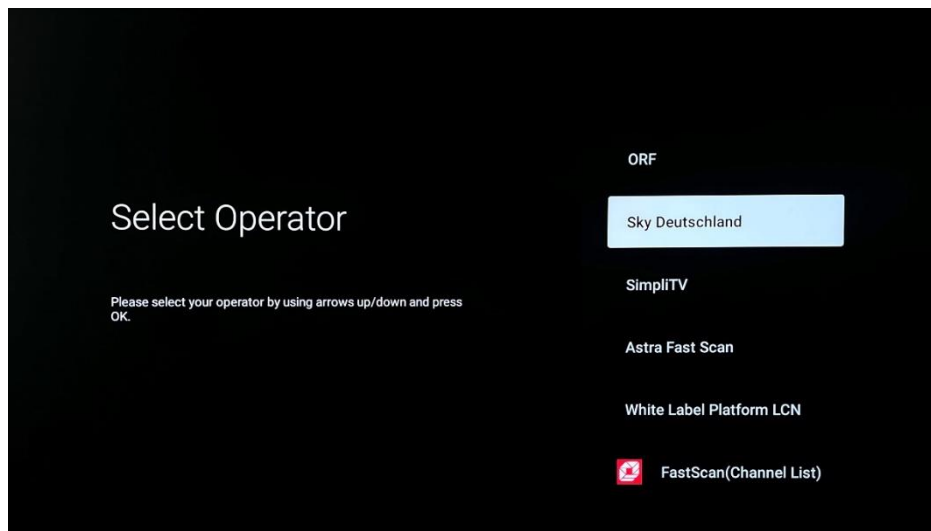 ORF
Select Operator
Sky Deutschland
SimpliTV
Please select your operator by using arrows up/down and press
OK.
Astra Fast Scan
White Label Platform LCN
FastScan(Channel List)